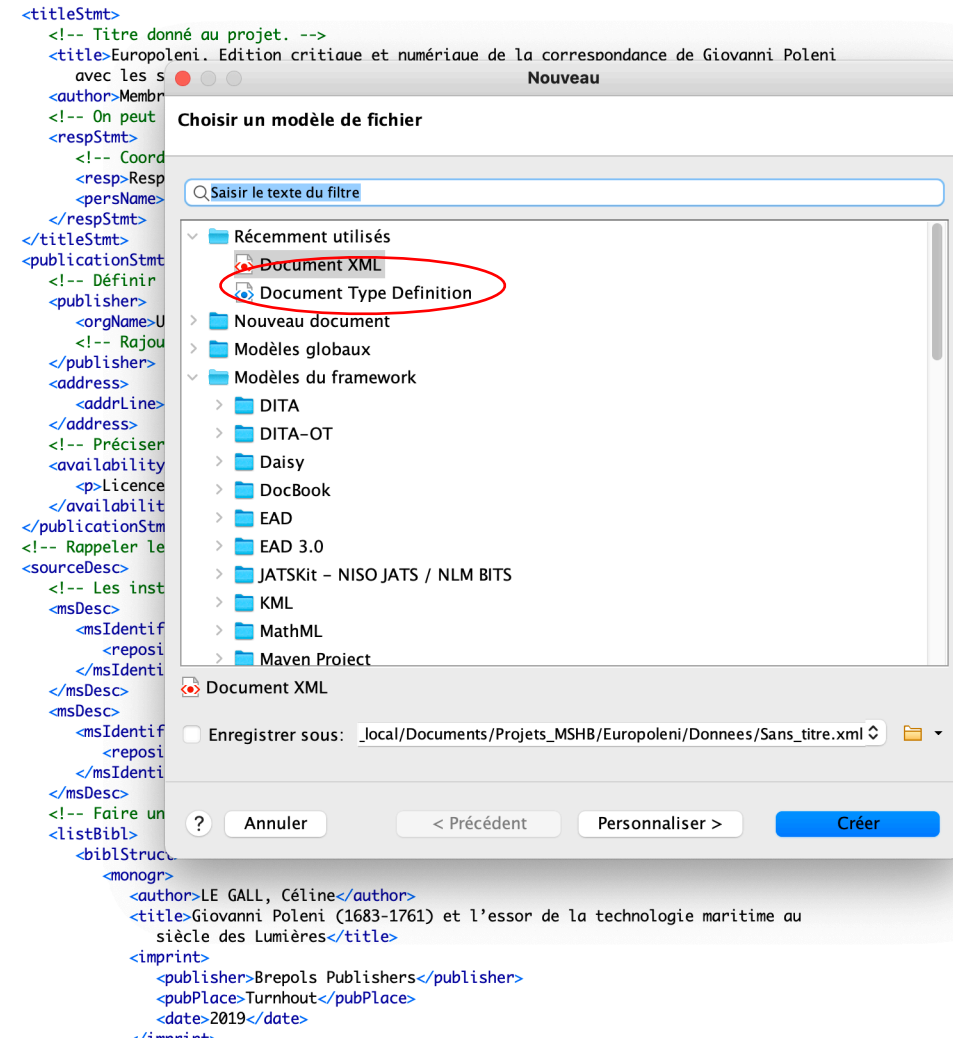 <titleStmt>
<!-- Titre donné au projet. -->
<title>Europoleni. Edition critique et numérique de la correspondance de Giovanni Poleni
avec les s
<author>Membr
<!-- On peut
<respStmt>
<!-- Coord
<resp>Resp
<persName>
</respStmt>
</titleStmt>
<publicationStmt
<!-- Définir
<publisher>
<orgName>U
<!-- Rajou
</publisher>
<address>
<addrLine>
</address>
<!-- Préciser
<availability
<p>Licence
</availabilit
</publicationStm
<!-- Rappeler le
<sourceDesc>
<!-- Les inst
<msDesc>
<msIdentif
<reposi
</msIdenti
</msDesc>
<msDesc>
<msIdentif
<reposi
</msIdenti
</msDesc>
<!-- Faire un
<listBibl>
<biblStruct>
<monogr>
<author>LE GALL, Céline</author>
<title>Giovanni Poleni (1683-1761) et l’essor de la technologie maritime au
siècle des Lumières</title>
<imprint>
<publisher>Brepols Publishers</publisher>
<pubPlace>Turnhout</pubPlace>
<date>2019</date>
</imprint>
Nouveau
Choisir un modèle de fichier
Saisir le texte du filtre
Récemment utilisés
Document XML
Document Type Definition
Nouveau document
Modèles globaux
Modèles du framework
DITA
DITA-OT
Daisy
DocBook
EAD
EAD 3.0
JATSKit - NISO JATS / NLM BITS
KML
MathML
Maven Project
Document XML
Enregistrer sous: _local/Documents/Projets_MSHB/Europoleni/Donnees/Sans_titre.xml
? Annuler < Précédent Personnaliser > Créer